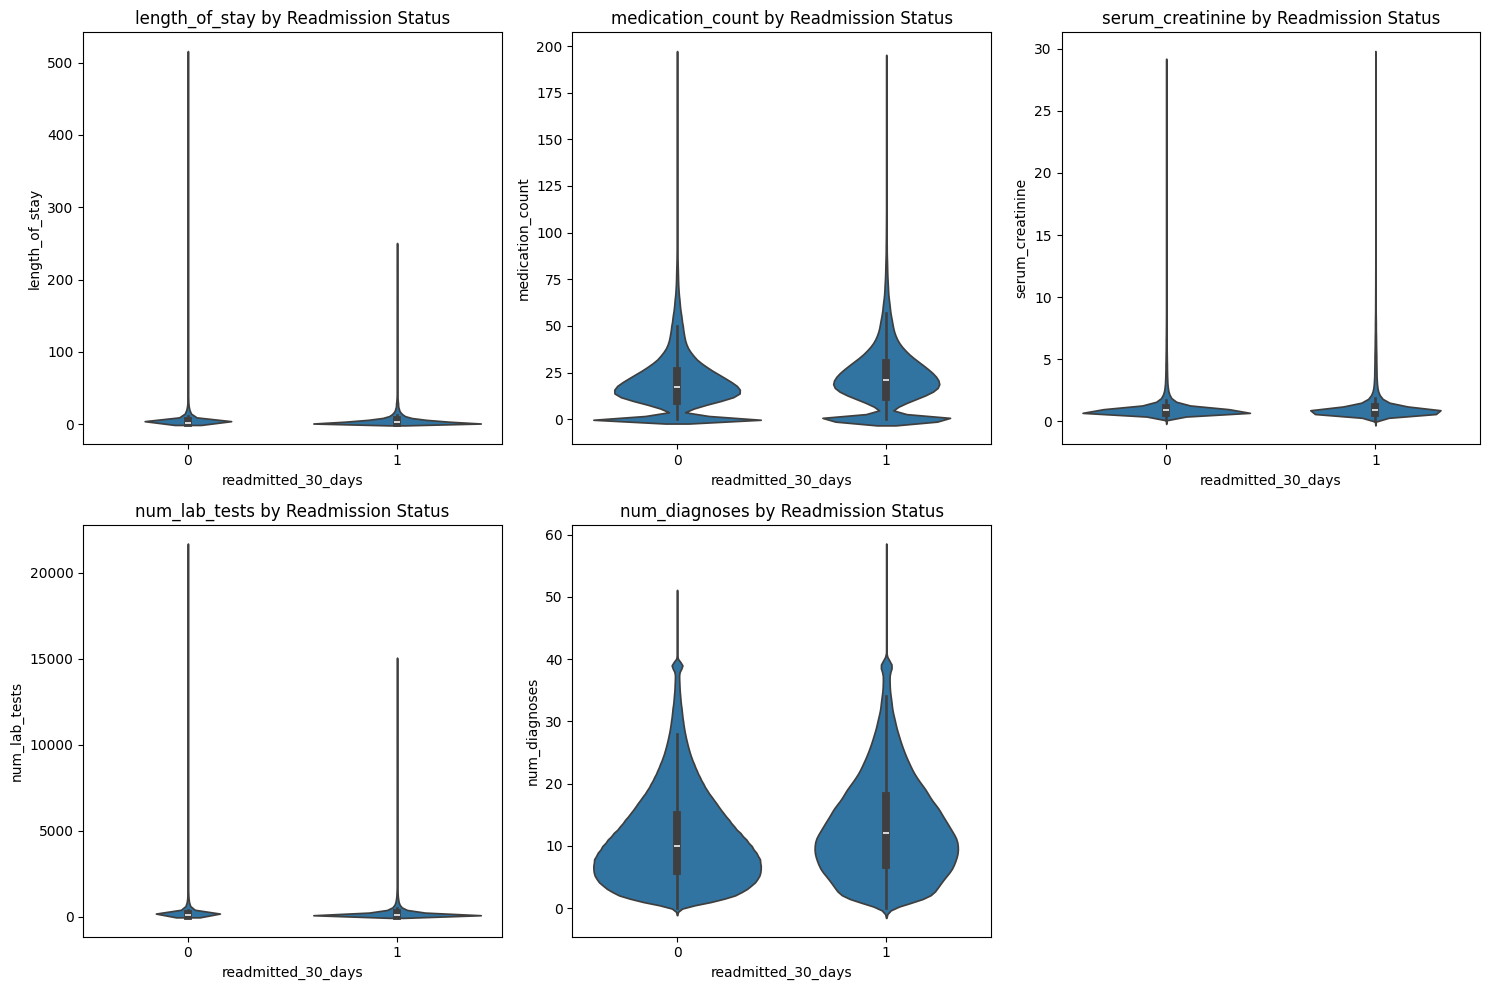 length_of_stay by Readmission Status
length_of_stay
500
400
300
200
100
0
0 1
readmitted_30_days
medication_count by Readmission Status
medication_count
200
175
150
125
100
75
50
25
0
0 1
readmitted_30_days
serum_creatinine by Readmission Status
serum_creatinine
30
25
20
15
10
5
0
0 1
readmitted_30_days
num_lab_tests by Readmission Status
num_lab_tests
20000
15000
10000
5000
0
0 1
readmitted_30_days
num_diagnoses by Readmission Status
num_diagnoses
60
50
40
30
20
10
0
0 1
readmitted_30_days